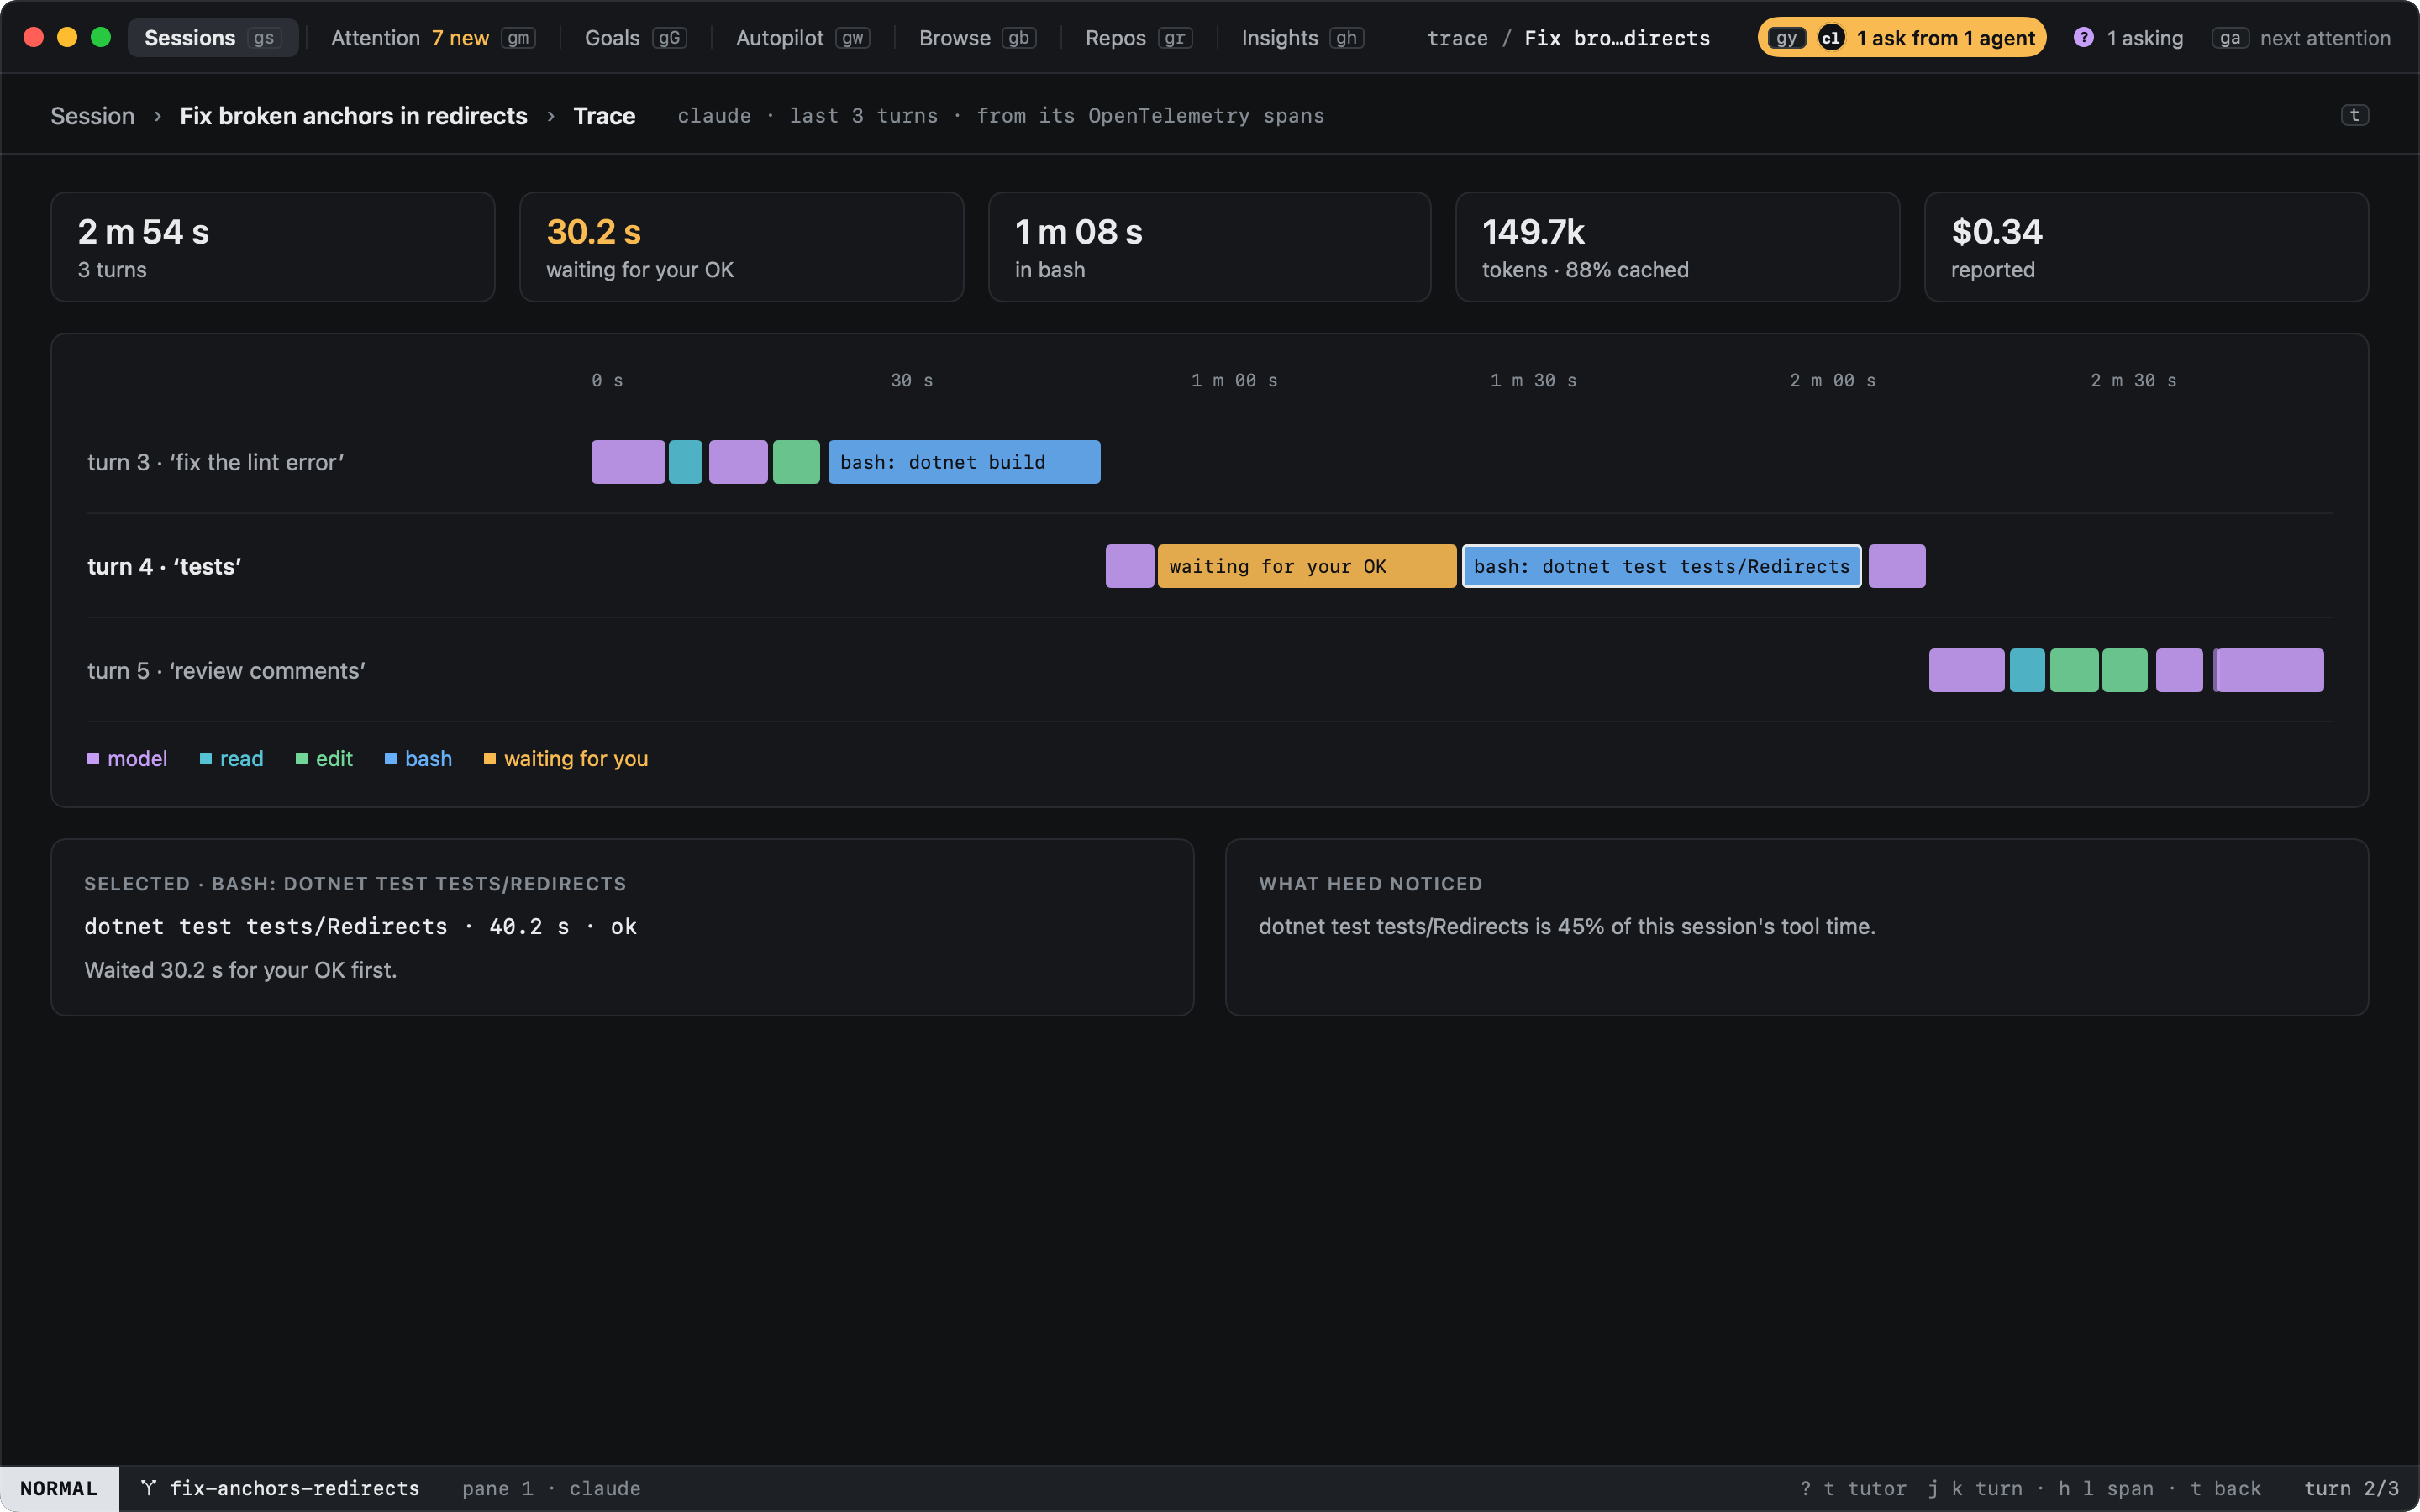 Sessions gs Attention 7 new gm Goals gG Autopilot gw Browse gb Repos gr Insights gh trace / Fix bro…directs gy cl 1 ask from 1 agent ? 1 asking ga next attention
Session › Fix broken anchors in redirects › Trace claude · last 3 turns · from its OpenTelemetry spans t
2 m 54 s
3 turns
30.2 s
waiting for your OK
1 m 08 s
in bash
149.7k
tokens · 88% cached
$0.34
reported
0 s 30 s 1 m 00 s 1 m 30 s 2 m 00 s 2 m 30 s
turn 3 · ‘fix the lint error’ bash: dotnet build
turn 4 · ‘tests’ waiting for your OK bash: dotnet test tests/Redirects
turn 5 · ‘review comments’
model read edit bash waiting for you
SELECTED · BASH: DOTNET TEST TESTS/REDIRECTS
dotnet test tests/Redirects · 40.2 s · ok
Waited 30.2 s for your OK first.
WHAT HEED NOTICED
dotnet test tests/Redirects is 45% of this session's tool time.
NORMAL fix-anchors-redirects pane 1 · claude ? t tutor j k turn · h l span · t back turn 2/3